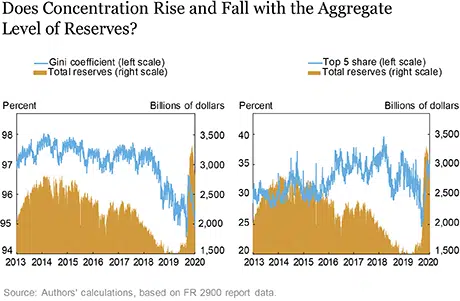 Does Concentration Rise and Fall with the Aggregate
Level of Reserves?
Gini coefficient (left scale)
Total reserves (right scale)
Percent
Billions of dollars
98
97
96
95
94
3,500
3,000
2,500
2,000
1,500
2013 2014 2015 2016 2017 2018 2019 2020
Top 5 share (left scale)
Total reserves (right scale)
Percent
Billions of dollars
40
35
30
25
20
3,500
3,000
2,500
2,000
1,500
2013 2014 2015 2016 2017 2018 2019 2020
Source: Authors' calculations, based on FR 2900 report data.